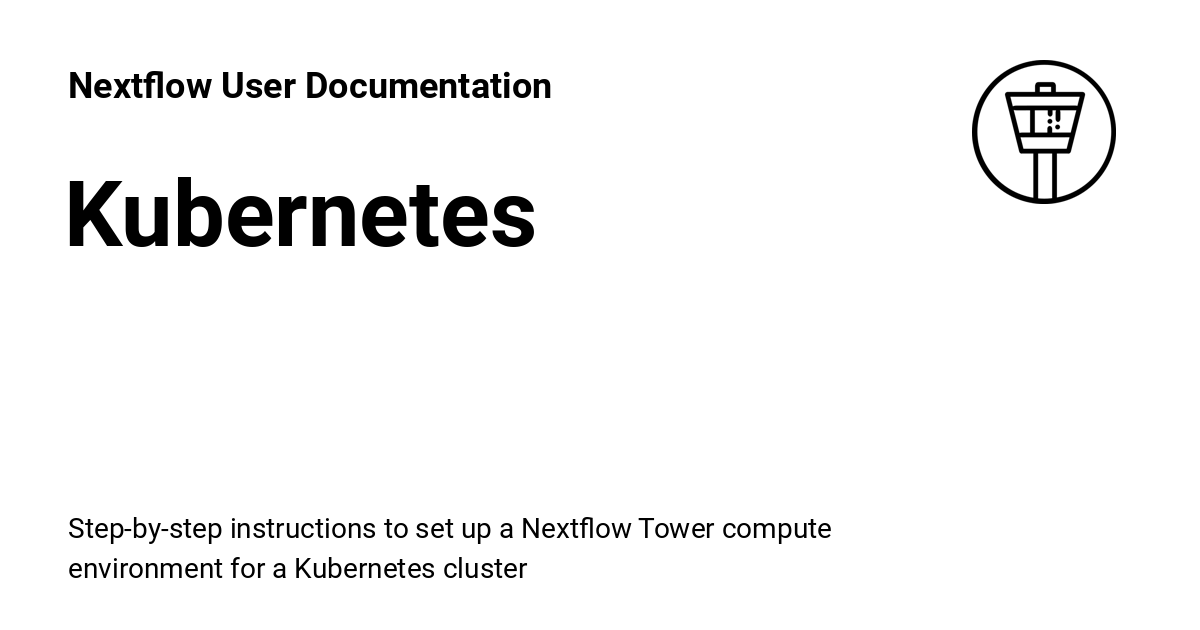 Nextflow User Documentation
Kubernetes
Step-by-step instructions to set up a Nextflow Tower compute
environment for a Kubernetes cluster